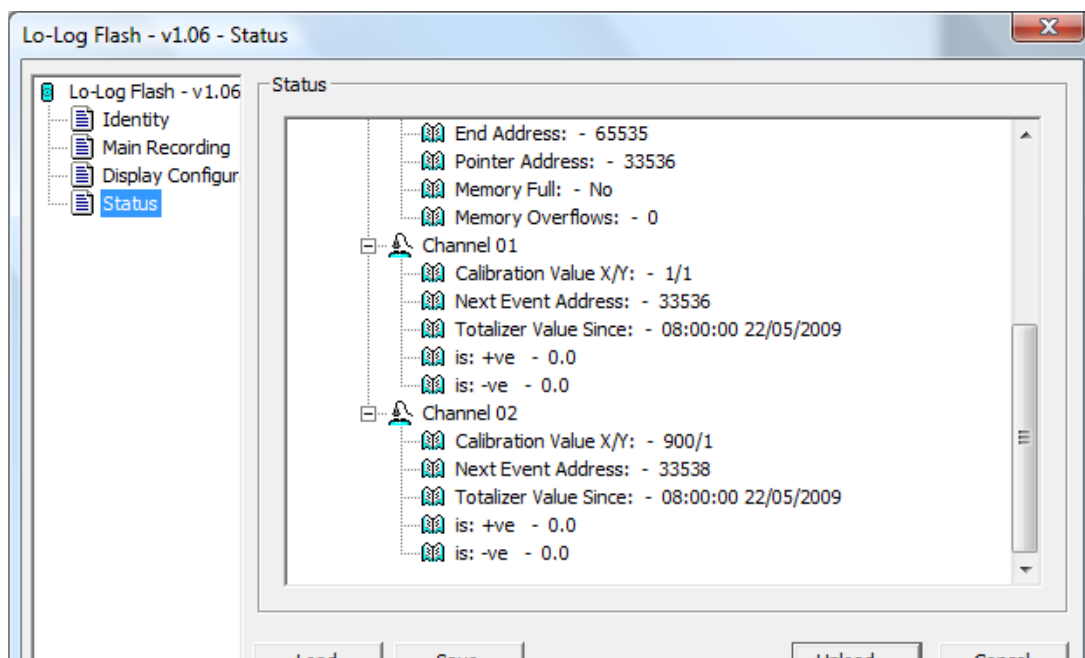 Lo-Log Flash - v1.06 - Status
Lo-Log Flash - v1.06
Identity
Main Recording
Display Configur
Status
Status
End Address: - 65535
Pointer Address: - 33536
Memory Full: - No
Memory Overflows: - 0
Channel 01
Calibration Value X/Y: - 1/1
Next Event Address: - 33536
Totalizer Value Since: - 08:00:00 22/05/2009
is: +ve - 0.0
is: -ve - 0.0
Channel 02
Calibration Value X/Y: - 900/1
Next Event Address: - 33538
Totalizer Value Since: - 08:00:00 22/05/2009
is: +ve - 0.0
is: -ve - 0.0
Save
Cancel